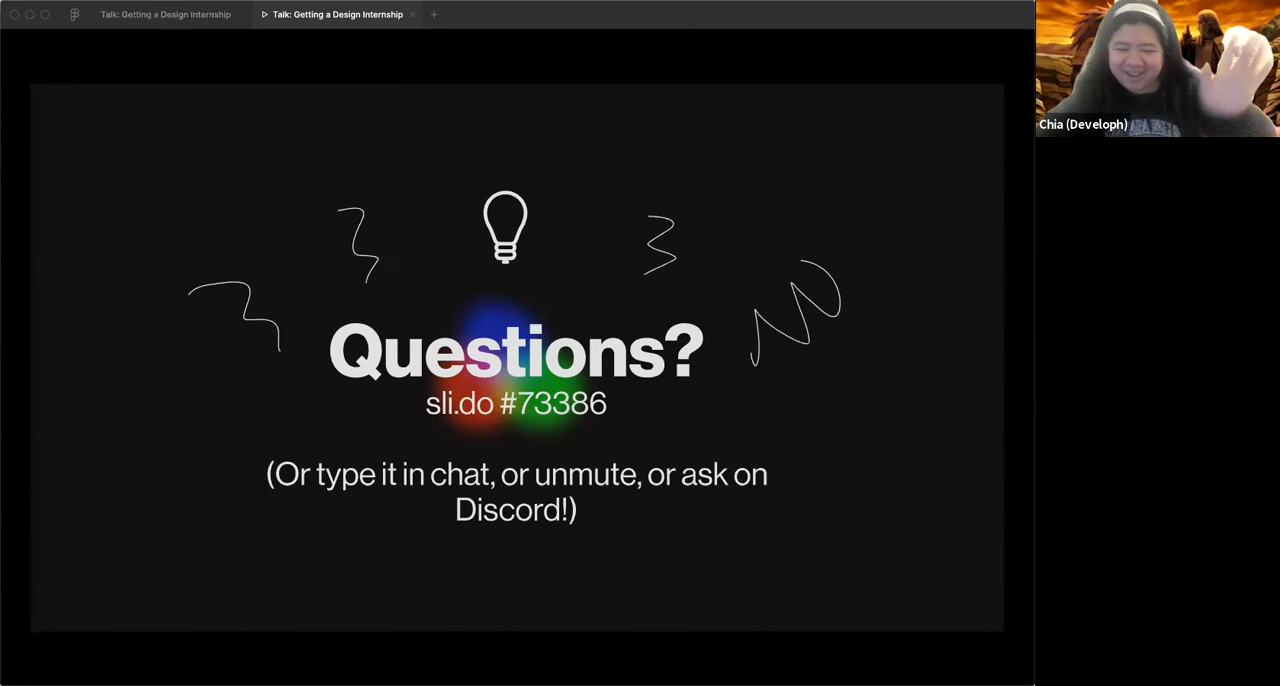 Talk: Getting a Design Internship
Talk: Getting a Design Internship
Chia (Developh)
Questions?
sli.do #73386
(Or type it in chat, or unmute, or ask on
Discord!)